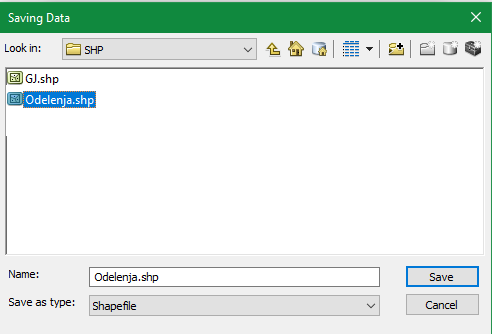 Saving Data
Look in: SHP
GJ.shp
Odelenja.shp
Name: Odelenja.shp Save
Save as type: Shapefile Cancel